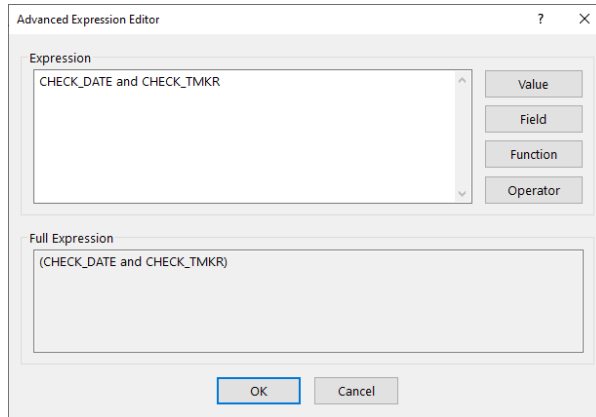 Advanced Expression Editor
?
Expression
CHECK_DATE and CHECK_TMKR
Value
Field
Function
Operator
Full Expression
(CHECK_DATE and CHECK_TMKR)
OK
Cancel